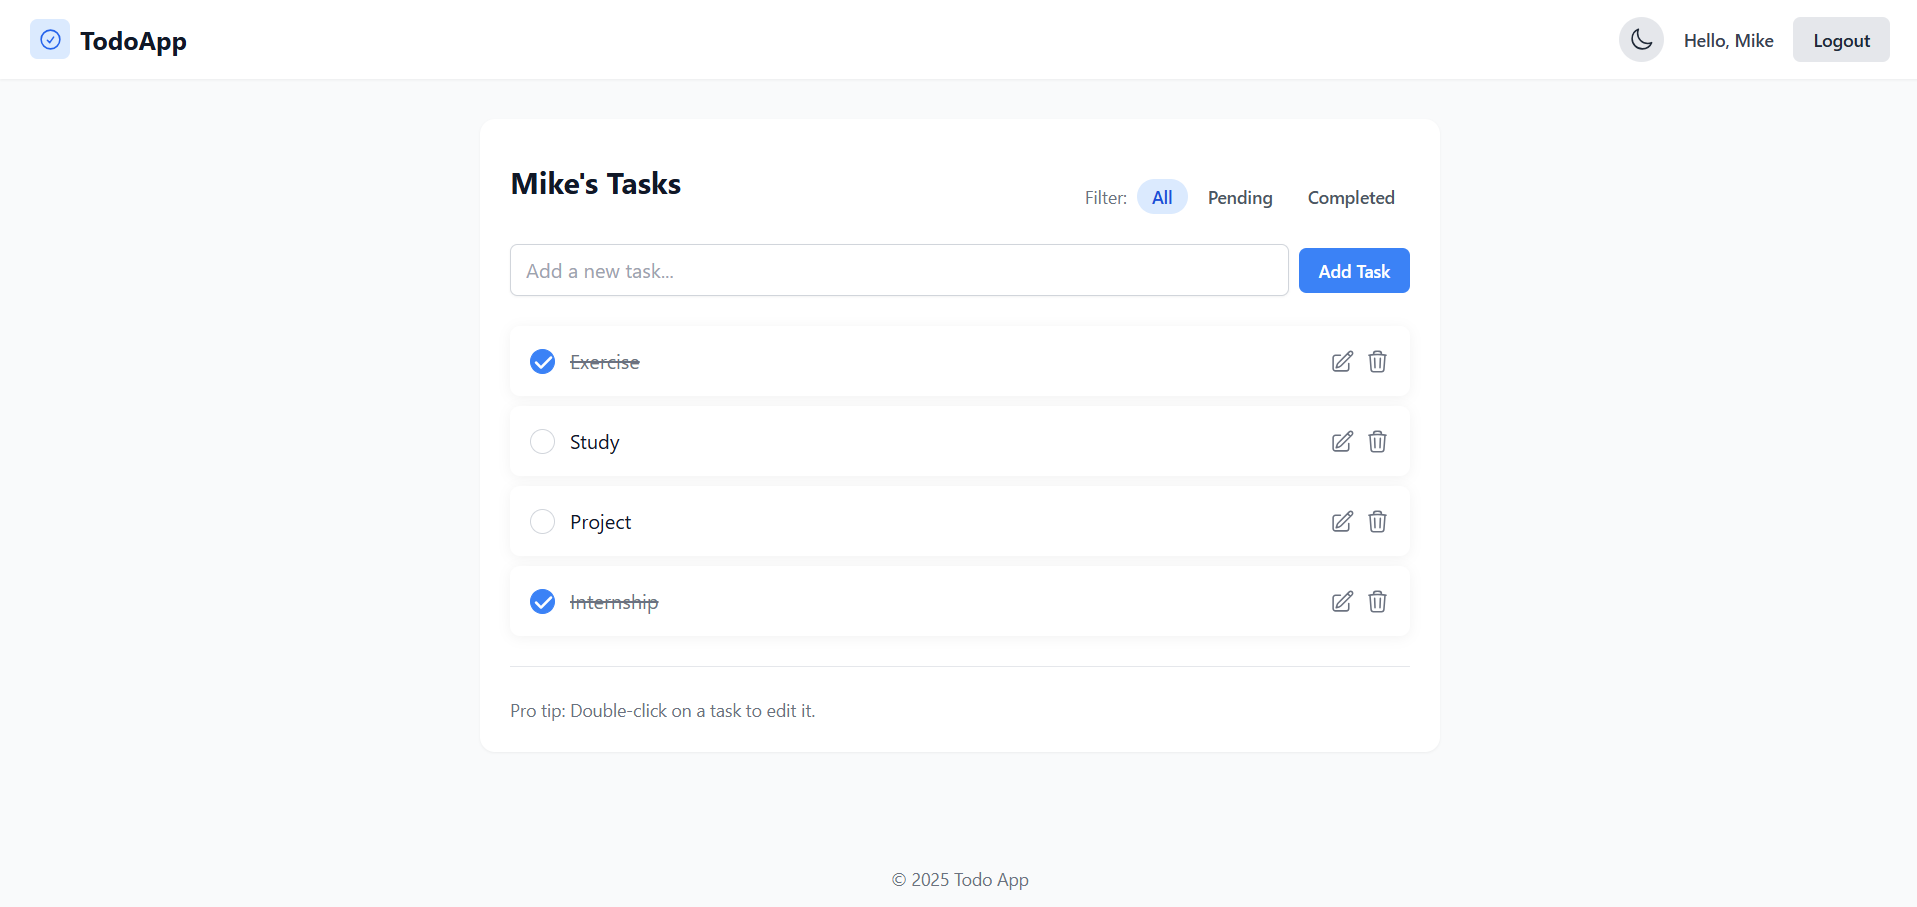 TodoApp
Hello, Mike
Logout
Mike's Tasks
Filter: All Pending Completed
Add a new task...
Add Task
Exercise
Study
Project
Internship
Pro tip: Double-click on a task to edit it.
© 2025 Todo App